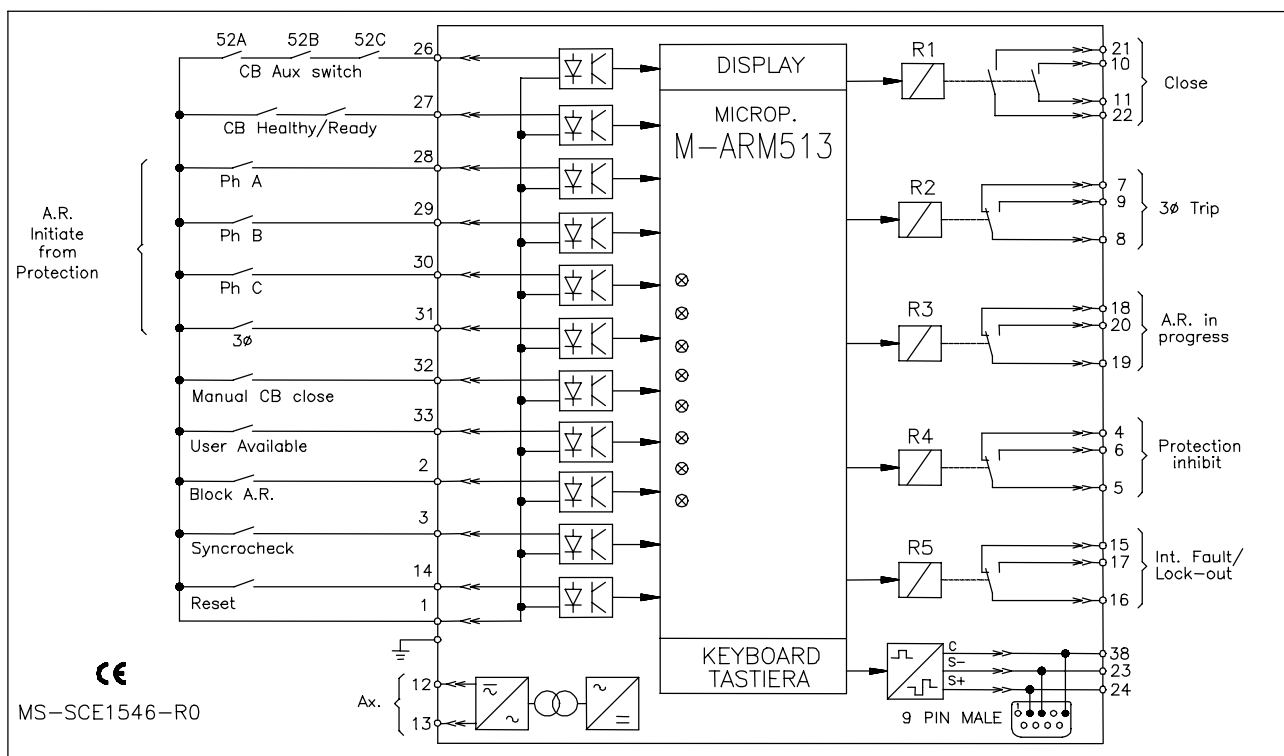 52A 52B 52C 26
CB Aux switch
27
CB Healthy/Ready
28
Ph A
29
Ph B
30
Ph C
31
3ø
A.R.
Initiate
from
Protection
32
Manual CB close
33
User Available
2
Block A.R.
3
Syncrocheck
14
Reset
1
12
Ax.
13
CE
MS-SCE1546-R0
DISPLAY
MICROP.
M-ARM513
KEYBOARD
TASTIERA
R1
21
10
11
22
Close
R2
7
9
8
3ø Trip
R3
18
20
19
A.R. in
progress
R4
4
6
5
Protection
inhibit
R5
15
17
16
Int. Fault/
Lock-out
C
38
S-
23
S+
24
1
9 PIN MALE